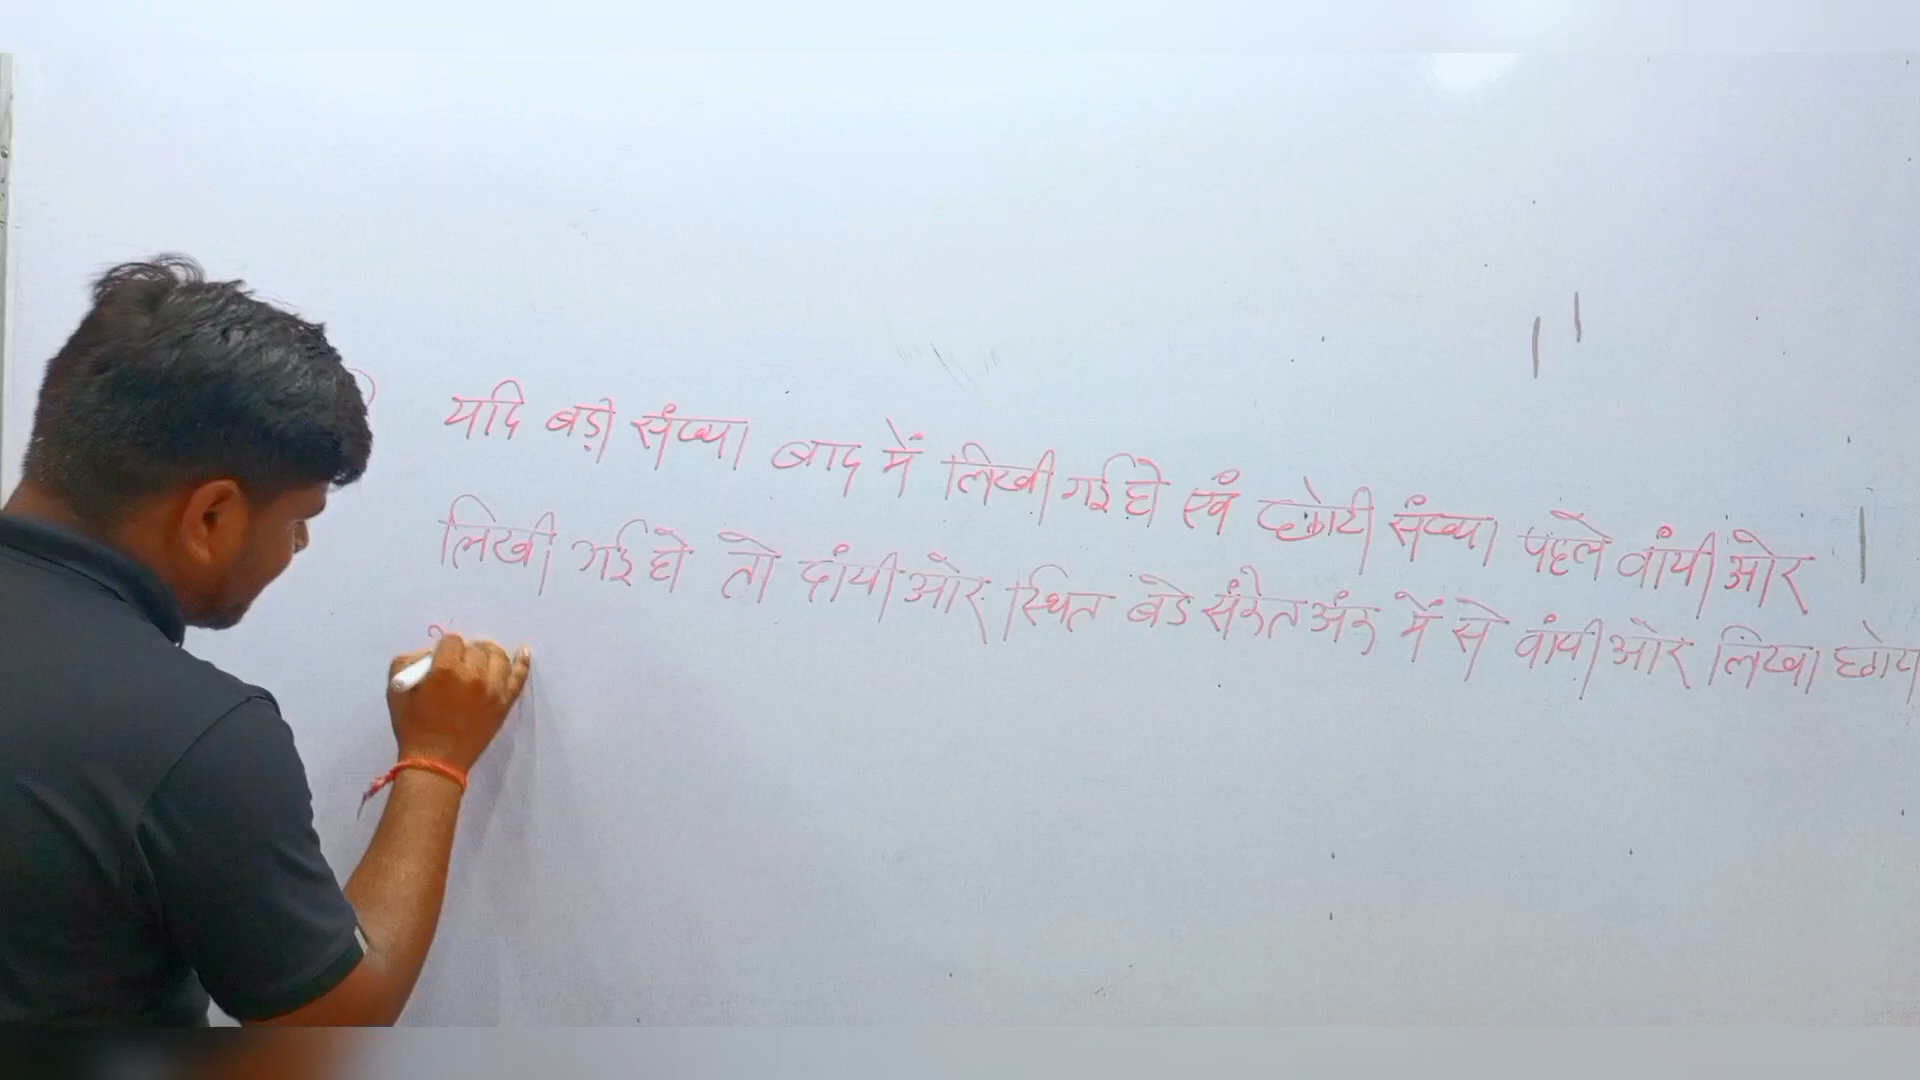 यदि बड़ी संख्या बाद में लिखी गई हो एवं छोटी संख्या पहले वांयी ओर
लिखी गई हो तो दांयी ओर स्थित बडे संकेत अंक में से वांयी ओर लिखा छोटा